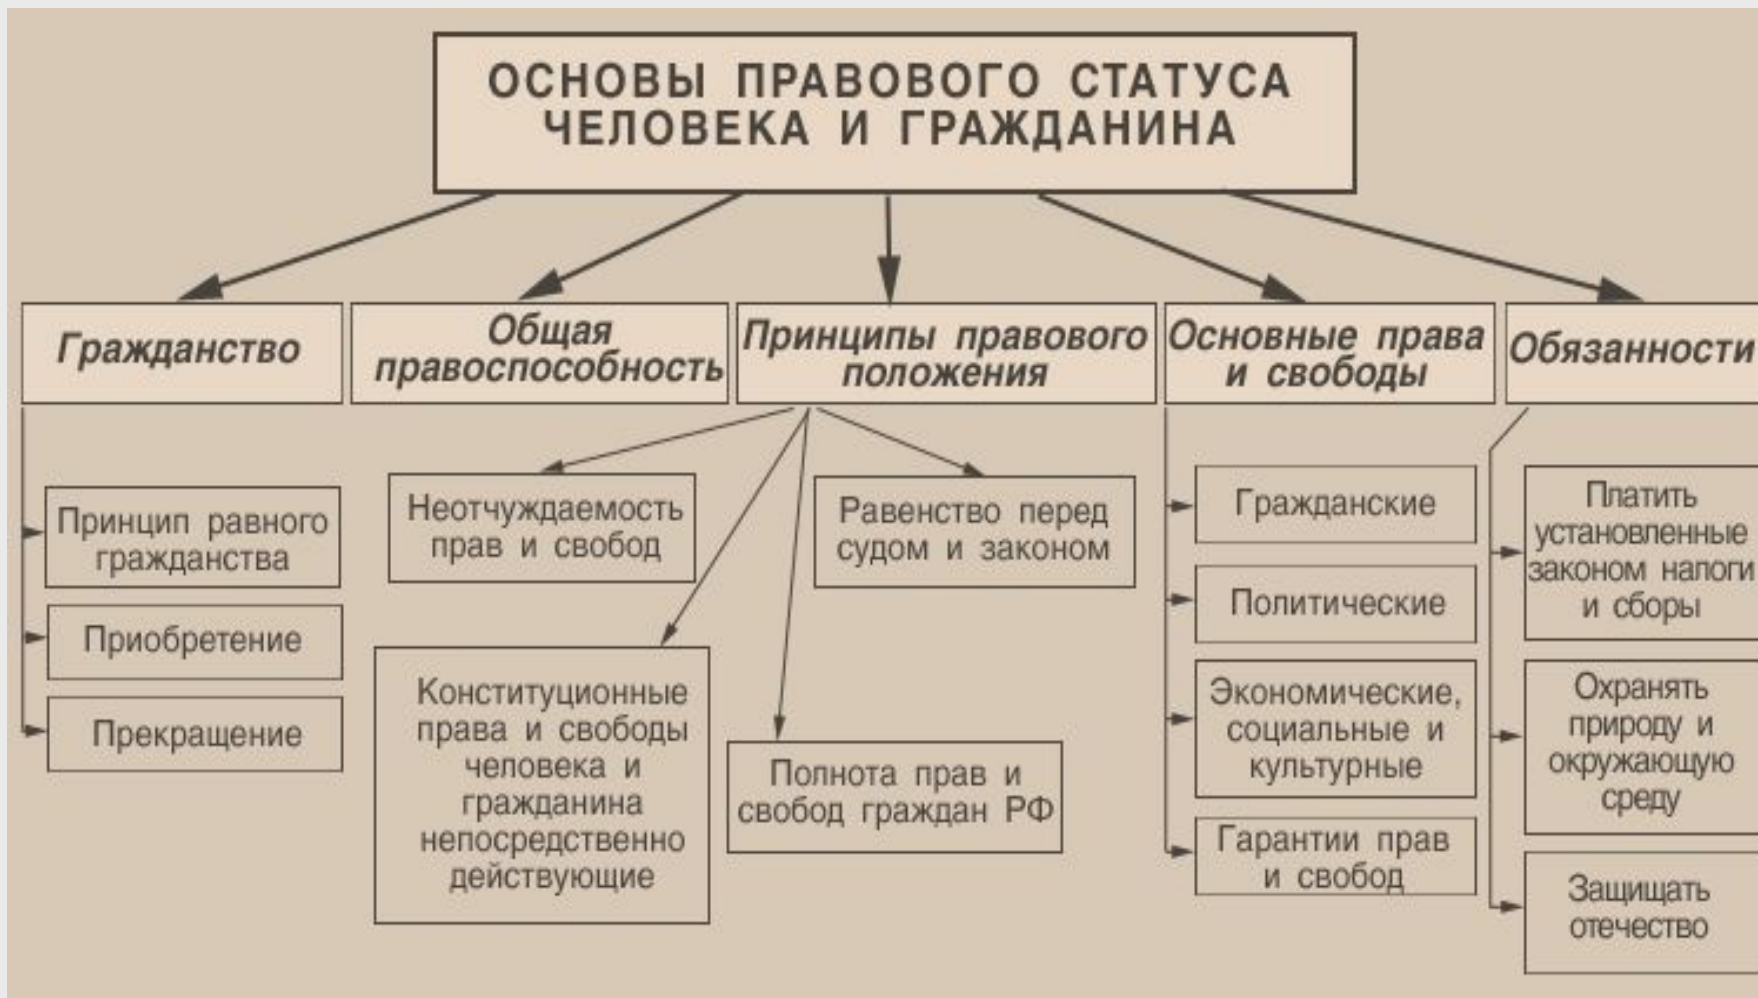 ОСНОВЫ ПРАВОВОГО СТАТУСА
ЧЕЛОВЕКА И ГРАЖДАНИНА
Гражданство
Общая
правоспособность
Принципы правового
положения
Основные права
и свободы
Обязанности
Принцип равного
гражданства
Приобретение
Прекращение
Неотчуждаемость
прав и свобод
Равенство перед
судом и законом
Конституционные
права и свободы
человека и
гражданина
непосредственно
действующие
Полнота прав и
свобод граждан РФ
Гражданские
Политические
Экономические,
социальные и
культурные
Гарантии прав
и свобод
Платить
установленные
законом налоги
и сборы
Охранять
природу и
окружающую
среду
Защищать
отечество